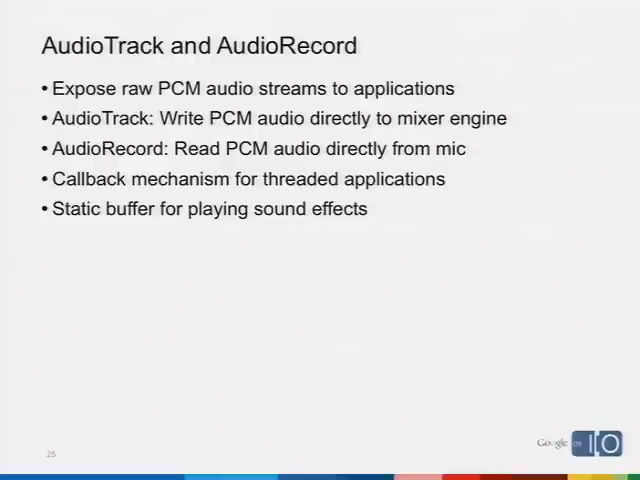 AudioTrack and AudioRecord
• Expose raw PCM audio streams to applications
• AudioTrack: Write PCM audio directly to mixer engine
• AudioRecord: Read PCM audio directly from mic
• Callback mechanism for threaded applications
• Static buffer for playing sound effects
25
Google 09 IO